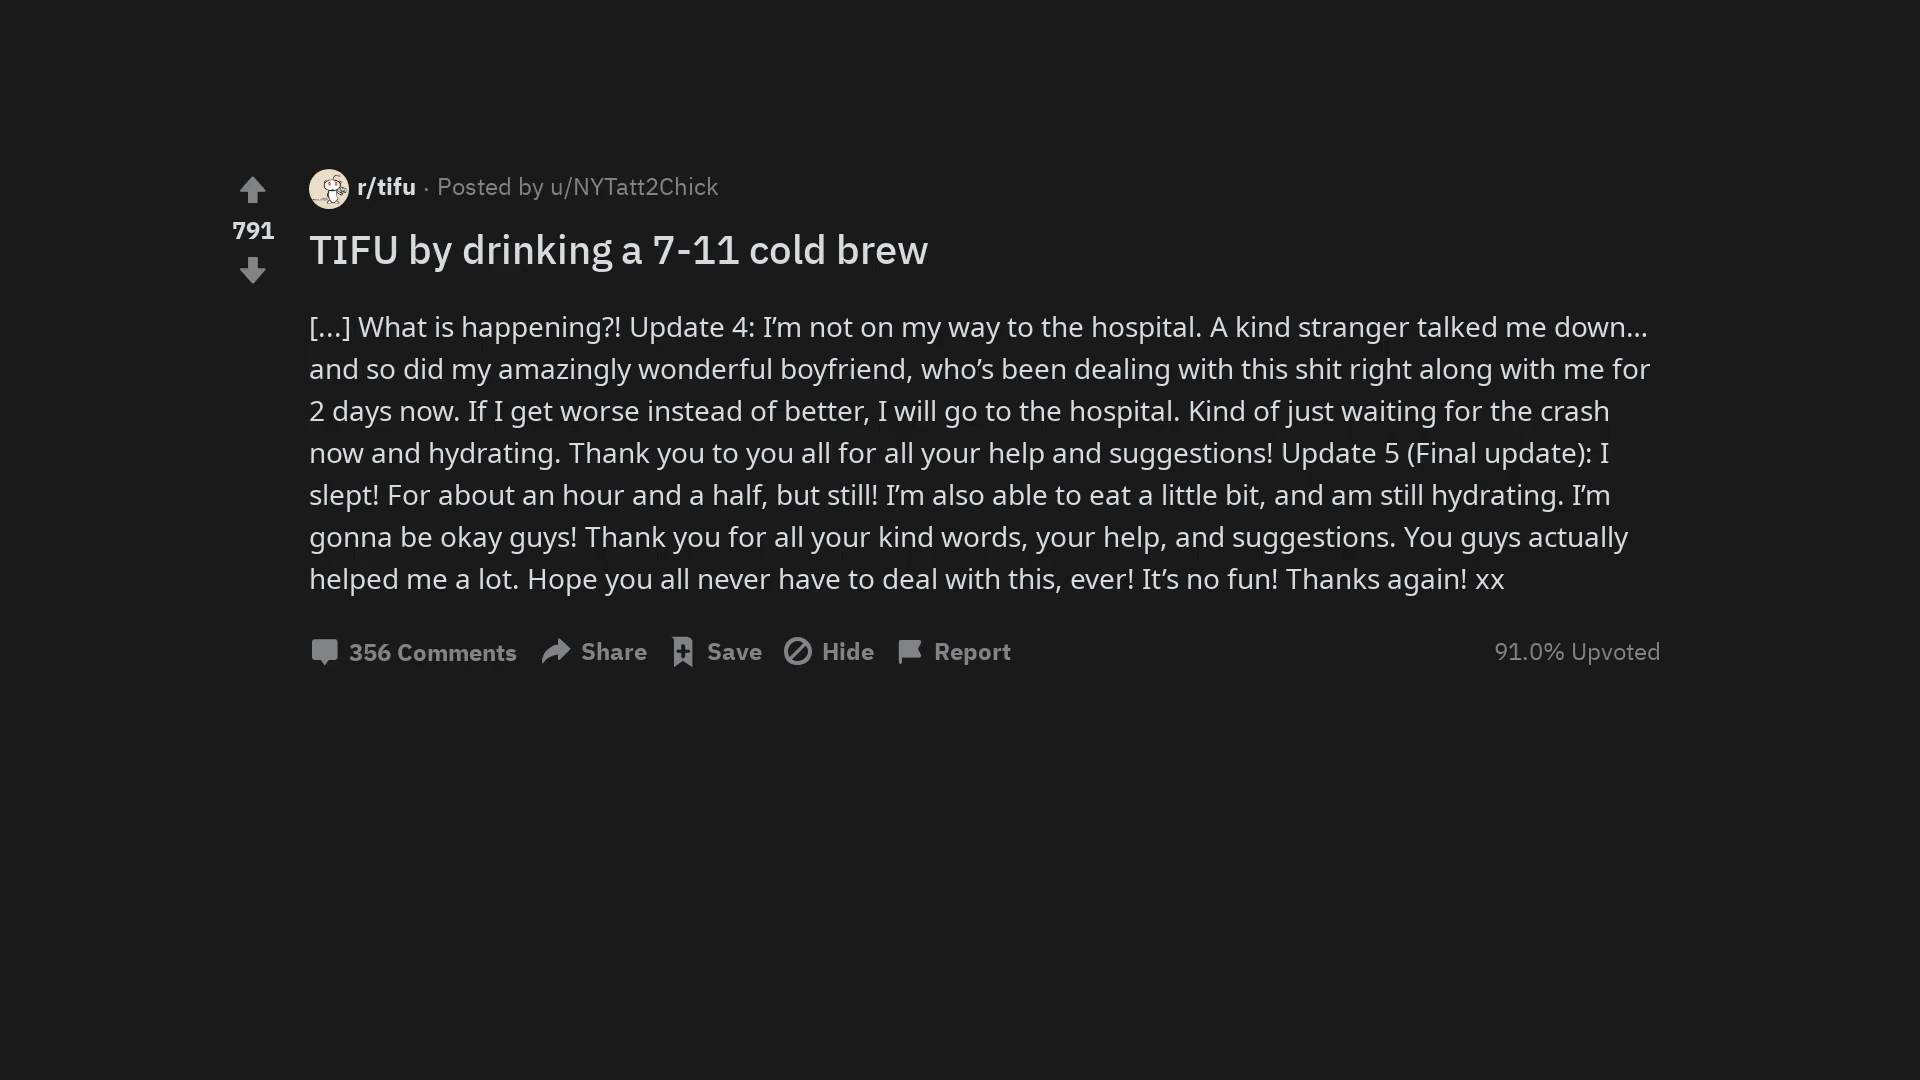 r/tifu · Posted by u/NYTatt2Chick
791
TIFU by drinking a 7-11 cold brew
[...] What is happening?! Update 4: I’m not on my way to the hospital. A kind stranger talked me down…
and so did my amazingly wonderful boyfriend, who’s been dealing with this shit right along with me for
2 days now. If I get worse instead of better, I will go to the hospital. Kind of just waiting for the crash
now and hydrating. Thank you to you all for all your help and suggestions! Update 5 (Final update): I
slept! For about an hour and a half, but still! I’m also able to eat a little bit, and am still hydrating. I’m
gonna be okay guys! Thank you for all your kind words, your help, and suggestions. You guys actually
helped me a lot. Hope you all never have to deal with this, ever! It’s no fun! Thanks again! xx
356 Comments Share Save Hide Report 91.0% Upvoted